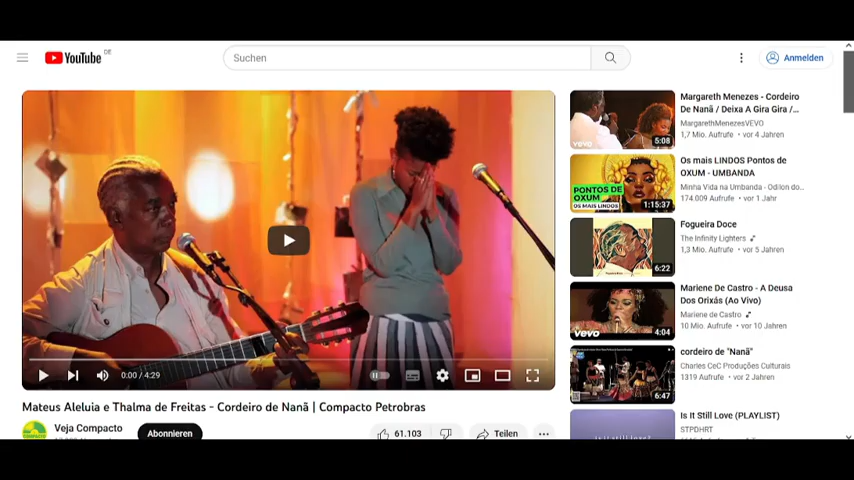 YouTube DE
Suchen
Anmelden
0:00 / 4:29
Mateus Aleluia e Thalma de Freitas - Cordeiro de Nanã | Compacto Petrobras
Veja Compacto
Abonnieren
61.103
Teilen
vevo
5:08
Margareth Menezes - Cordeiro
De Nanã / Deixa A Gira Gira /...
MargarethMenezesVEVO
1,7 Mio. Aufrufe • vor 4 Jahren
PONTOS DE
OXUM
OS MAIS LINDOS
1:15:37
Os mais LINDOS Pontos de
OXUM - UMBANDA
Minha Vida na Umbanda - Odilon do...
174.009 Aufrufe • vor 1 Jahr
6:22
Fogueira Doce
The Infinity Lighters
1,3 Mio. Aufrufe • vor 5 Jahren
vevo
4:04
Mariene De Castro - A Deusa
Dos Orixás (Ao Vivo)
Mariene de Castro
10 Mio. Aufrufe • vor 10 Jahren
6:47
cordeiro de "Nanã"
Charles CeC Produções Culturais
1319 Aufrufe • vor 2 Jahren
Is it still love?
Is It Still Love (PLAYLIST)
STPDHRT